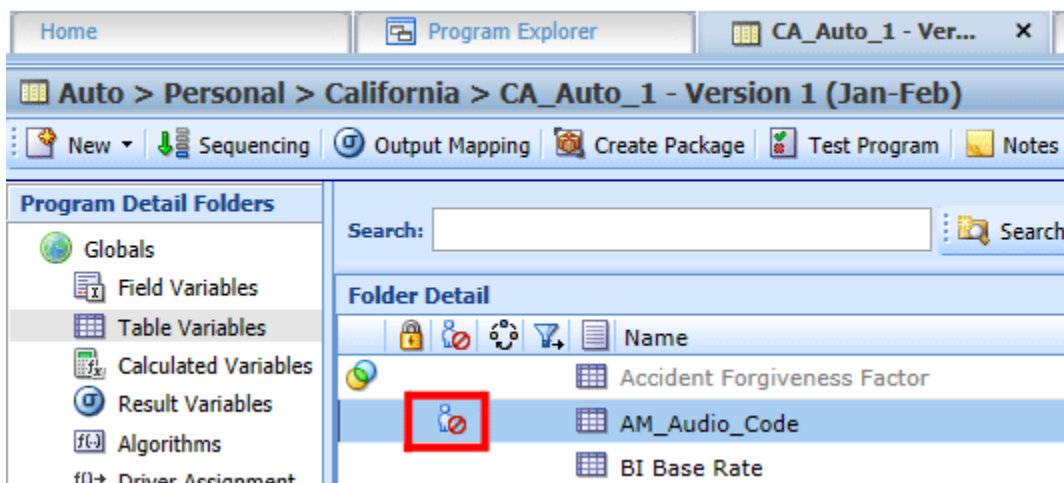 Home Program Explorer CA_Auto_1 - Ver...
Auto > Personal > California > CA_Auto_1 - Version 1 (Jan-Feb)
New Sequencing Output Mapping Create Package Test Program Notes
Program Detail Folders
Globals
Field Variables
Table Variables
Calculated Variables
Result Variables
Algorithms
Driver Assignment
Search: Search
Folder Detail
Name
Accident Forgiveness Factor
AM_Audio_Code
BI Base Rate